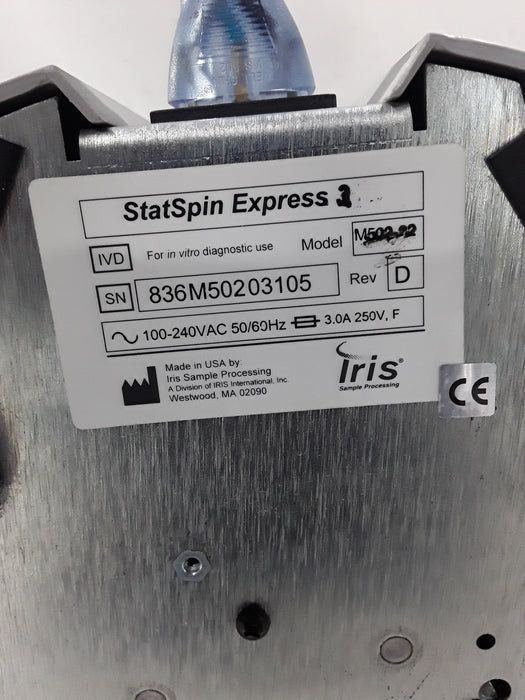 StatSpin Express
IVD For in vitro diagnostic use Model M502-22
SN 836M50203105 Rev D
100-240VAC 50/60Hz 3.0A 250V, F
Made in USA by:
Iris Sample Processing
A Division of IRIS International, Inc.
Westwood, MA 02090
Iris®
Sample Processing
CE